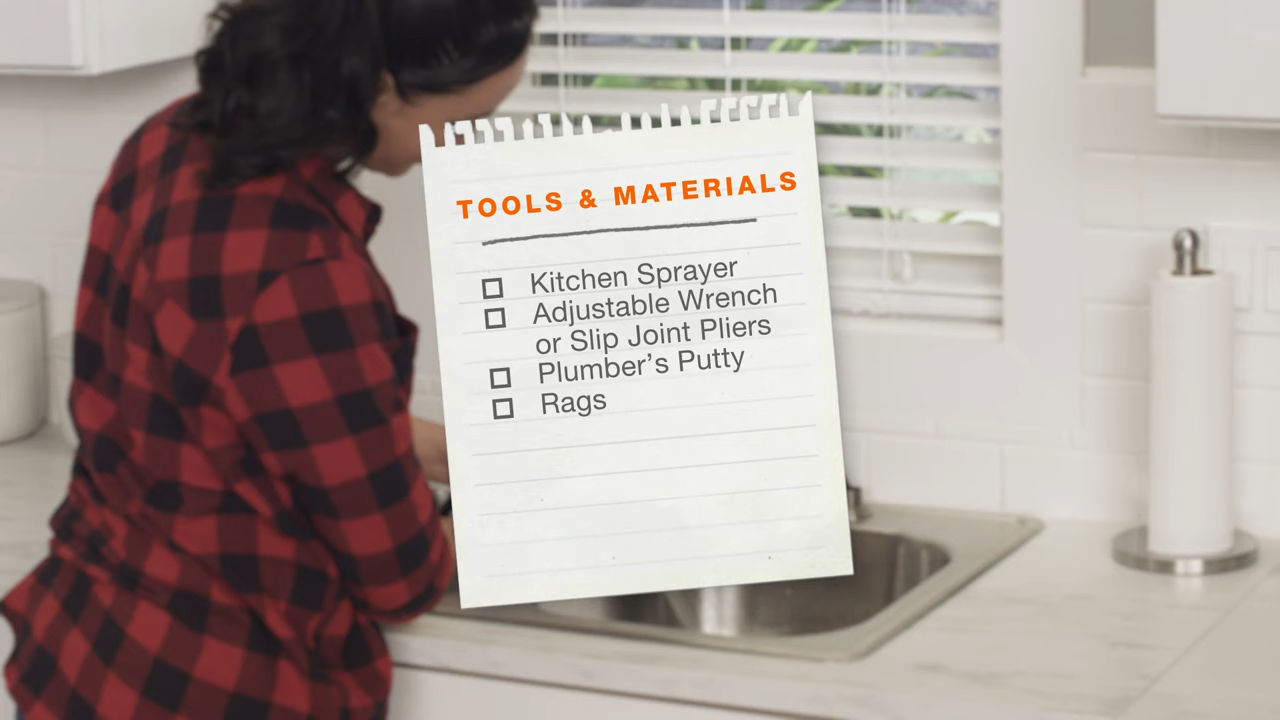 TOOLS & MATERIALS
Kitchen Sprayer
Adjustable Wrench
or Slip Joint Pliers
Plumber’s Putty
Rags